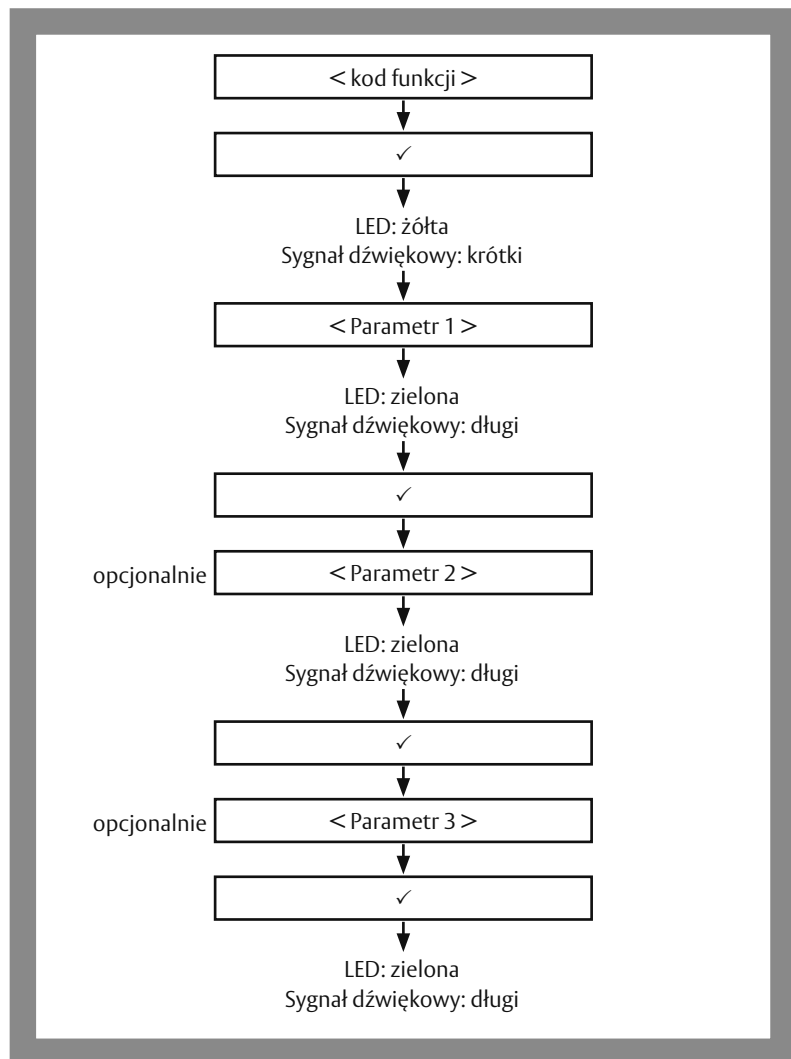 < kod funkcji >
✓
LED: żółta
Sygnał dźwiękowy: krótki
< Parametr 1 >
LED: zielona
Sygnał dźwiękowy: długi
✓
opcjonalnie < Parametr 2 >
LED: zielona
Sygnał dźwiękowy: długi
✓
opcjonalnie < Parametr 3 >
✓
LED: zielona
Sygnał dźwiękowy: długi